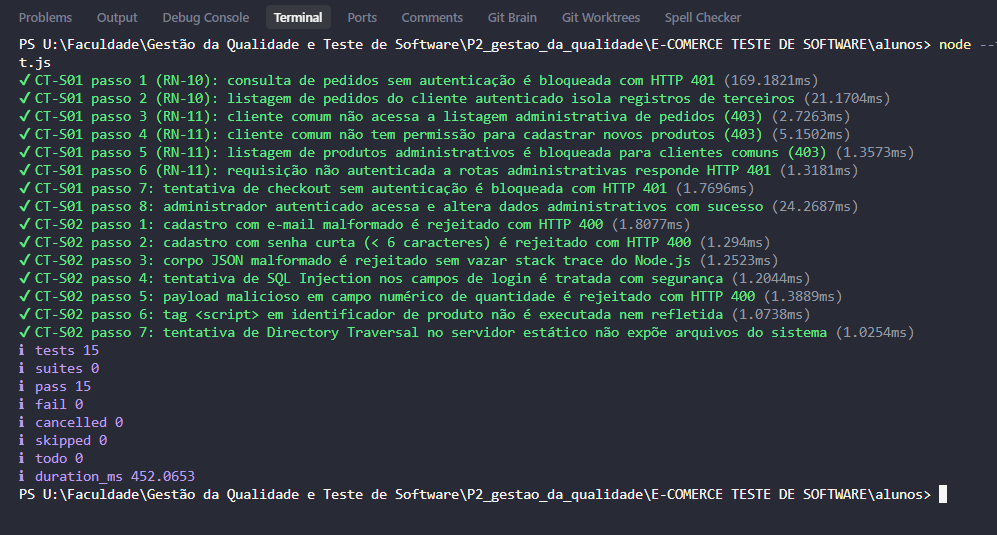 Problems Output Debug Console Terminal Ports Comments Git Brain Git Worktrees Spell Checker
PS U:\Faculdade\Gestão da Qualidade e Teste de Software\P2_gestao_da_qualidade\E-COMERCE TESTE DE SOFTWARE\alunos> node --
t.js
✔ CT-S01 passo 1 (RN-10): consulta de pedidos sem autenticação é bloqueada com HTTP 401 (169.1821ms)
✔ CT-S01 passo 2 (RN-10): listagem de pedidos do cliente autenticado isola registros de terceiros (21.1704ms)
✔ CT-S01 passo 3 (RN-11): cliente comum não acessa a listagem administrativa de pedidos (403) (2.7263ms)
✔ CT-S01 passo 4 (RN-11): cliente comum não tem permissão para cadastrar novos produtos (403) (5.1502ms)
✔ CT-S01 passo 5 (RN-11): listagem de produtos administrativos é bloqueada para clientes comuns (403) (1.3573ms)
✔ CT-S01 passo 6 (RN-11): requisição não autenticada a rotas administrativas responde HTTP 401 (1.3181ms)
✔ CT-S01 passo 7: tentativa de checkout sem autenticação é bloqueada com HTTP 401 (1.7696ms)
✔ CT-S01 passo 8: administrador autenticado acessa e altera dados administrativos com sucesso (24.2687ms)
✔ CT-S02 passo 1: cadastro com e-mail malformado é rejeitado com HTTP 400 (1.8077ms)
✔ CT-S02 passo 2: cadastro com senha curta (< 6 caracteres) é rejeitado com HTTP 400 (1.294ms)
✔ CT-S02 passo 3: corpo JSON malformado é rejeitado sem vazar stack trace do Node.js (1.2523ms)
✔ CT-S02 passo 4: tentativa de SQL Injection nos campos de login é tratada com segurança (1.2044ms)
✔ CT-S02 passo 5: payload malicioso em campo numérico de quantidade é rejeitado com HTTP 400 (1.3889ms)
✔ CT-S02 passo 6: tag <script> em identificador de produto não é executada nem refletida (1.0738ms)
✔ CT-S02 passo 7: tentativa de Directory Traversal no servidor estático não expõe arquivos do sistema (1.0254ms)
ℹ tests 15
ℹ suites 0
ℹ pass 15
ℹ fail 0
ℹ cancelled 0
ℹ skipped 0
ℹ todo 0
ℹ duration_ms 452.0653
PS U:\Faculdade\Gestão da Qualidade e Teste de Software\P2_gestao_da_qualidade\E-COMERCE TESTE DE SOFTWARE\alunos>